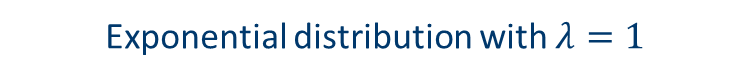 Exponential distribution with λ = 1